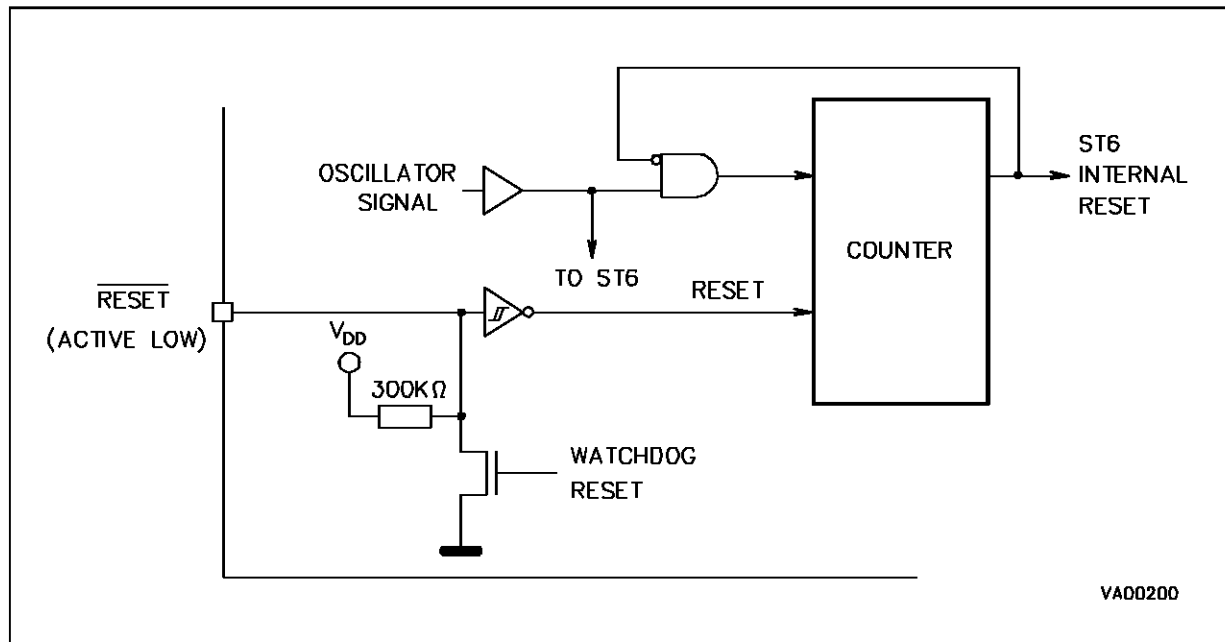 OSCILLATOR
SIGNAL
TO ST6
COUNTER
ST6
INTERNAL
RESET
RESET
(ACTIVE LOW)
RESET
VDD
300KΩ
WATCHDOG
RESET
VA00200